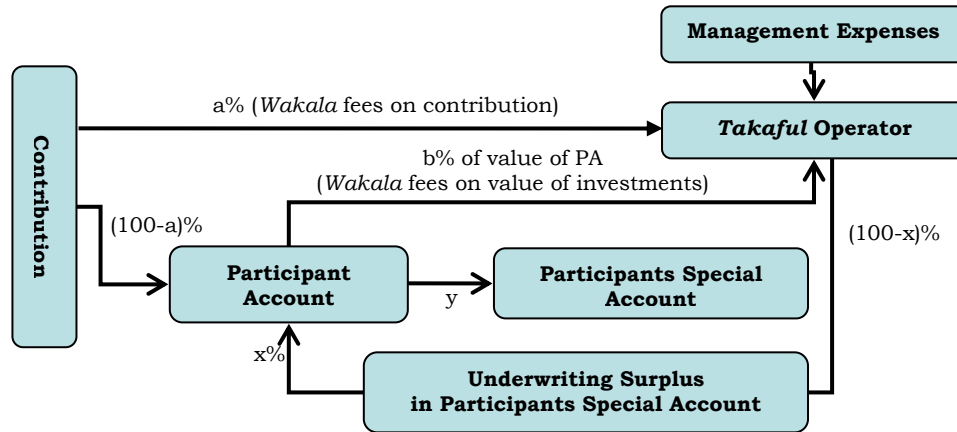 Management Expenses
a% (Wakala fees on contribution)
Takaful Operator
Contribution
b% of value of PA
(Wakala fees on value of investments)
(100-a)%
(100-x)%
Participant
Account
y
Participants Special
Account
x%
Underwriting Surplus
in Participants Special Account